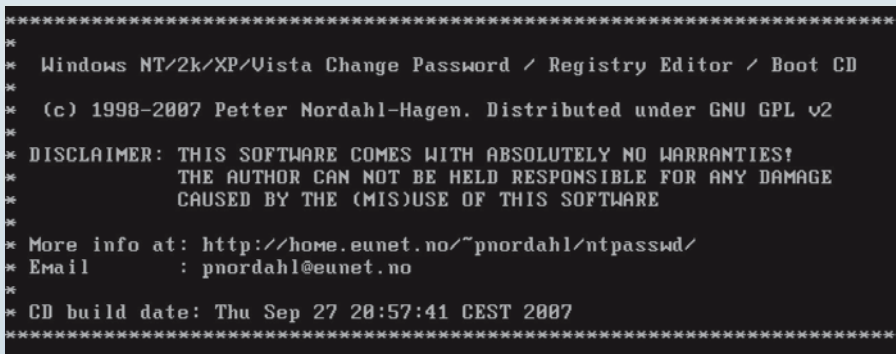 ***********************************************************************
*
*  Windows NT/2k/XP/Vista Change Password / Registry Editor / Boot CD
*
*  (c) 1998-2007 Petter Nordahl-Hagen. Distributed under GNU GPL v2
*
* DISCLAIMER: THIS SOFTWARE COMES WITH ABSOLUTELY NO WARRANTIES!
*             THE AUTHOR CAN NOT BE HELD RESPONSIBLE FOR ANY DAMAGE
*             CAUSED BY THE (MIS)USE OF THIS SOFTWARE
*
* More info at: http://home.eunet.no/~pnordahl/ntpasswd/
* Email       : pnordahl@eunet.no
*
* CD build date: Thu Sep 27 20:57:41 CEST 2007
***********************************************************************